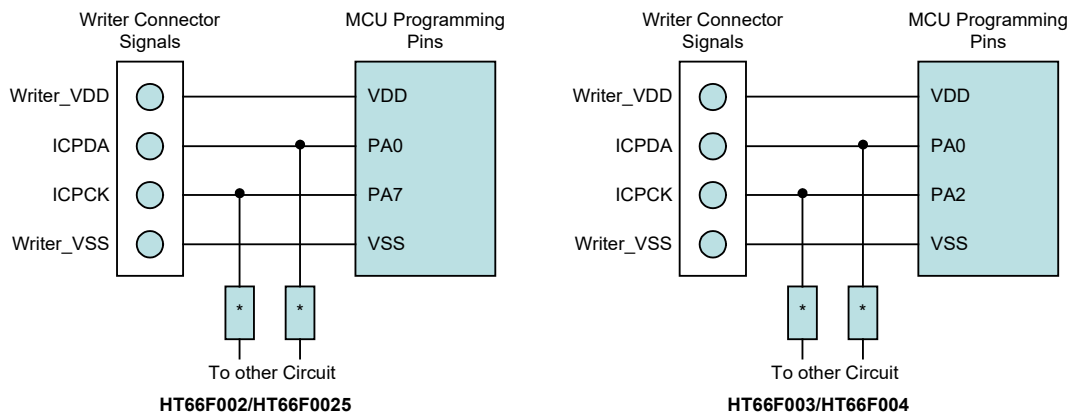 Writer Connector
Signals
MCU Programming
Pins
Writer_VDD
VDD
ICPDA
PA0
ICPCK
PA7
Writer_VSS
VSS
*
*
To other Circuit
HT66F002/HT66F0025
Writer Connector
Signals
MCU Programming
Pins
Writer_VDD
VDD
ICPDA
PA0
ICPCK
PA2
Writer_VSS
VSS
*
*
To other Circuit
HT66F003/HT66F004